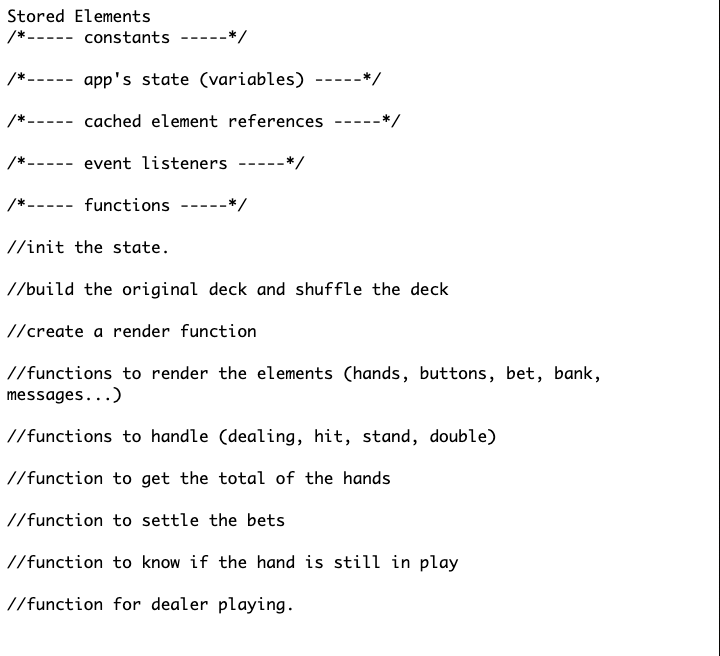 Stored Elements
/*----- constants -----*/
/*----- app's state (variables) -----*/
/*----- cached element references -----*/
/*----- event listeners -----*/
/*----- functions -----*/
//init the state.
//build the original deck and shuffle the deck
//create a render function
//functions to render the elements (hands, buttons, bet, bank,
messages...)
//functions to handle (dealing, hit, stand, double)
//function to get the total of the hands
//function to settle the bets
//function to know if the hand is still in play
//function for dealer playing.